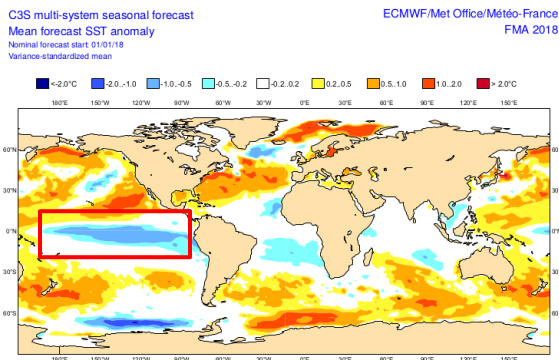 C3S multi-system seasonal forecast
ECMWF/Met Office/Météo-France
Mean forecast SST anomaly
FMA 2018
Nominal forecast start: 01/01/18
Variance-standardized mean
<-2.0°C
-2.0..-1.0
-1.0..-0.5
-0.5..-0.2
-0.2..0.2
0.2..0.5
0.5..1.0
1.0..2.0
> 2.0°C
160°E 150°W 120°W 90°W 60°W 30°W 0°E 30°E 60°E 90°E 120°E 150°E
60°N
30°N
0°N
30°S
60°S